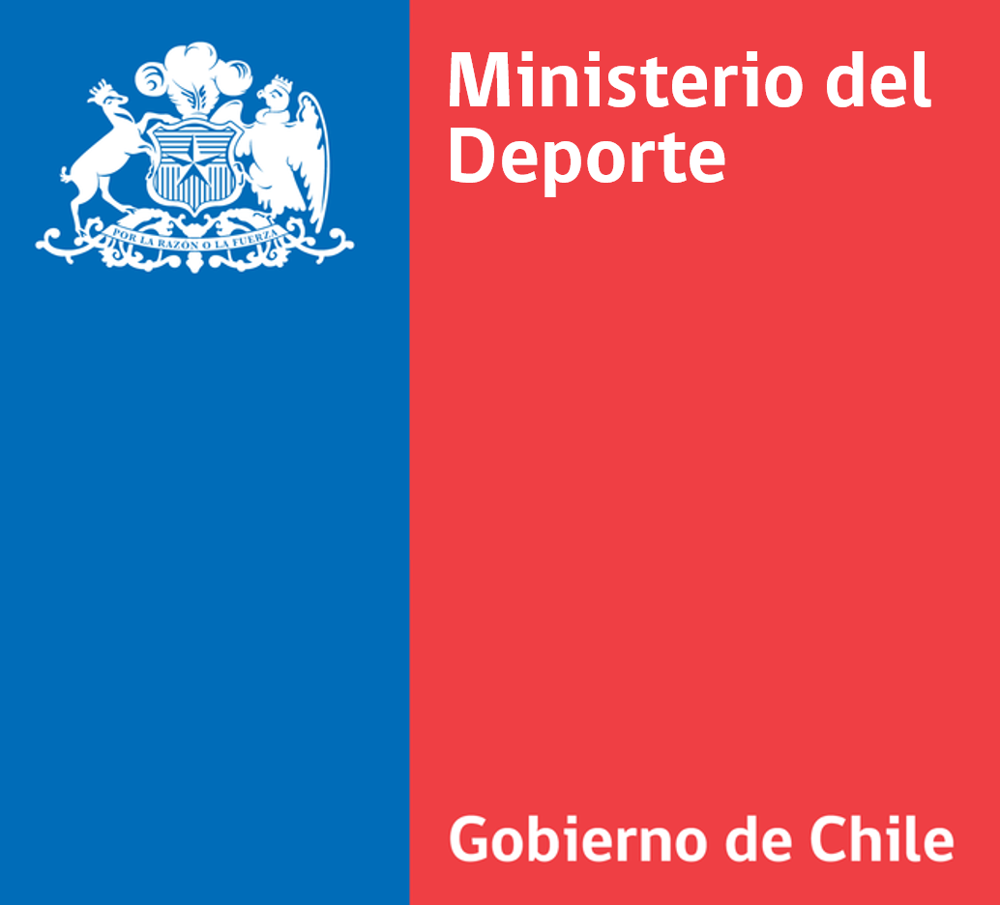 POR LA RAZÓN O LA FUERZA
Ministerio del
Deporte
Gobierno de Chile